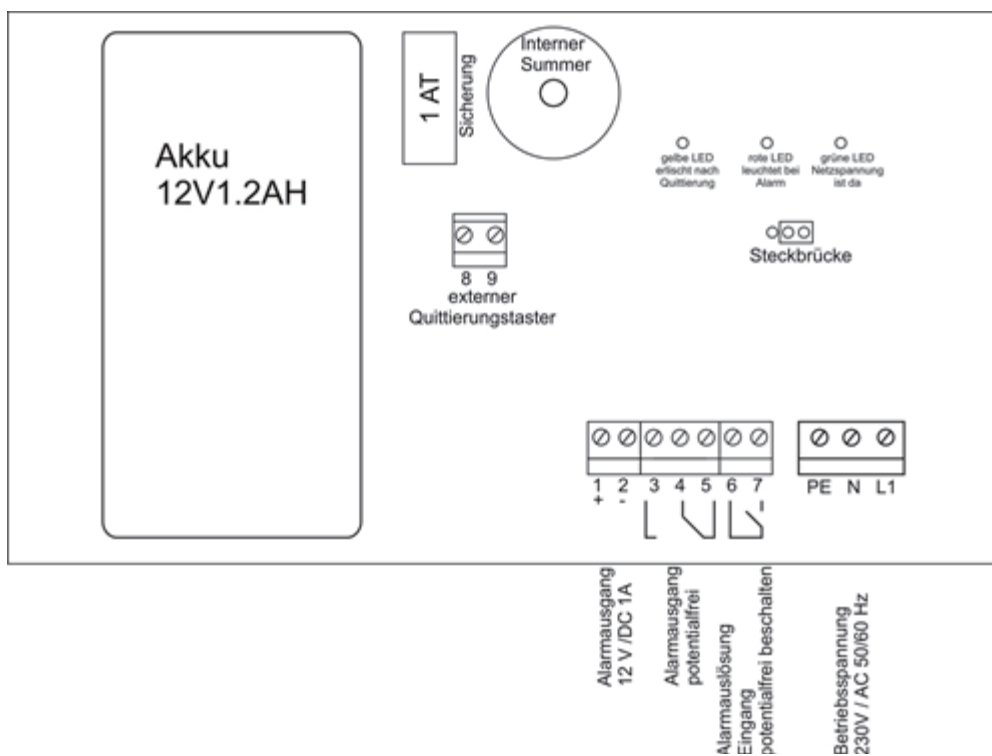 Akku
12V1.2AH
1 AT
Sicherung
Interner
Summer
gelbe LED
erlischt nach
Quittierung
rote LED
leuchtet bei
Alarm
grüne LED
Netzspannung
ist da
Steckbrücke
8 9
externer
Quittierungstaster
1 2 3 4 5 6 7
+ -
PE N L1
Alarmausgang
12 V /DC 1A
Alarmausgang
potentialfrei
Alarmauslösung
Eingang
potentialfrei beschalten
Betriebsspannung
230V / AC 50/60 Hz